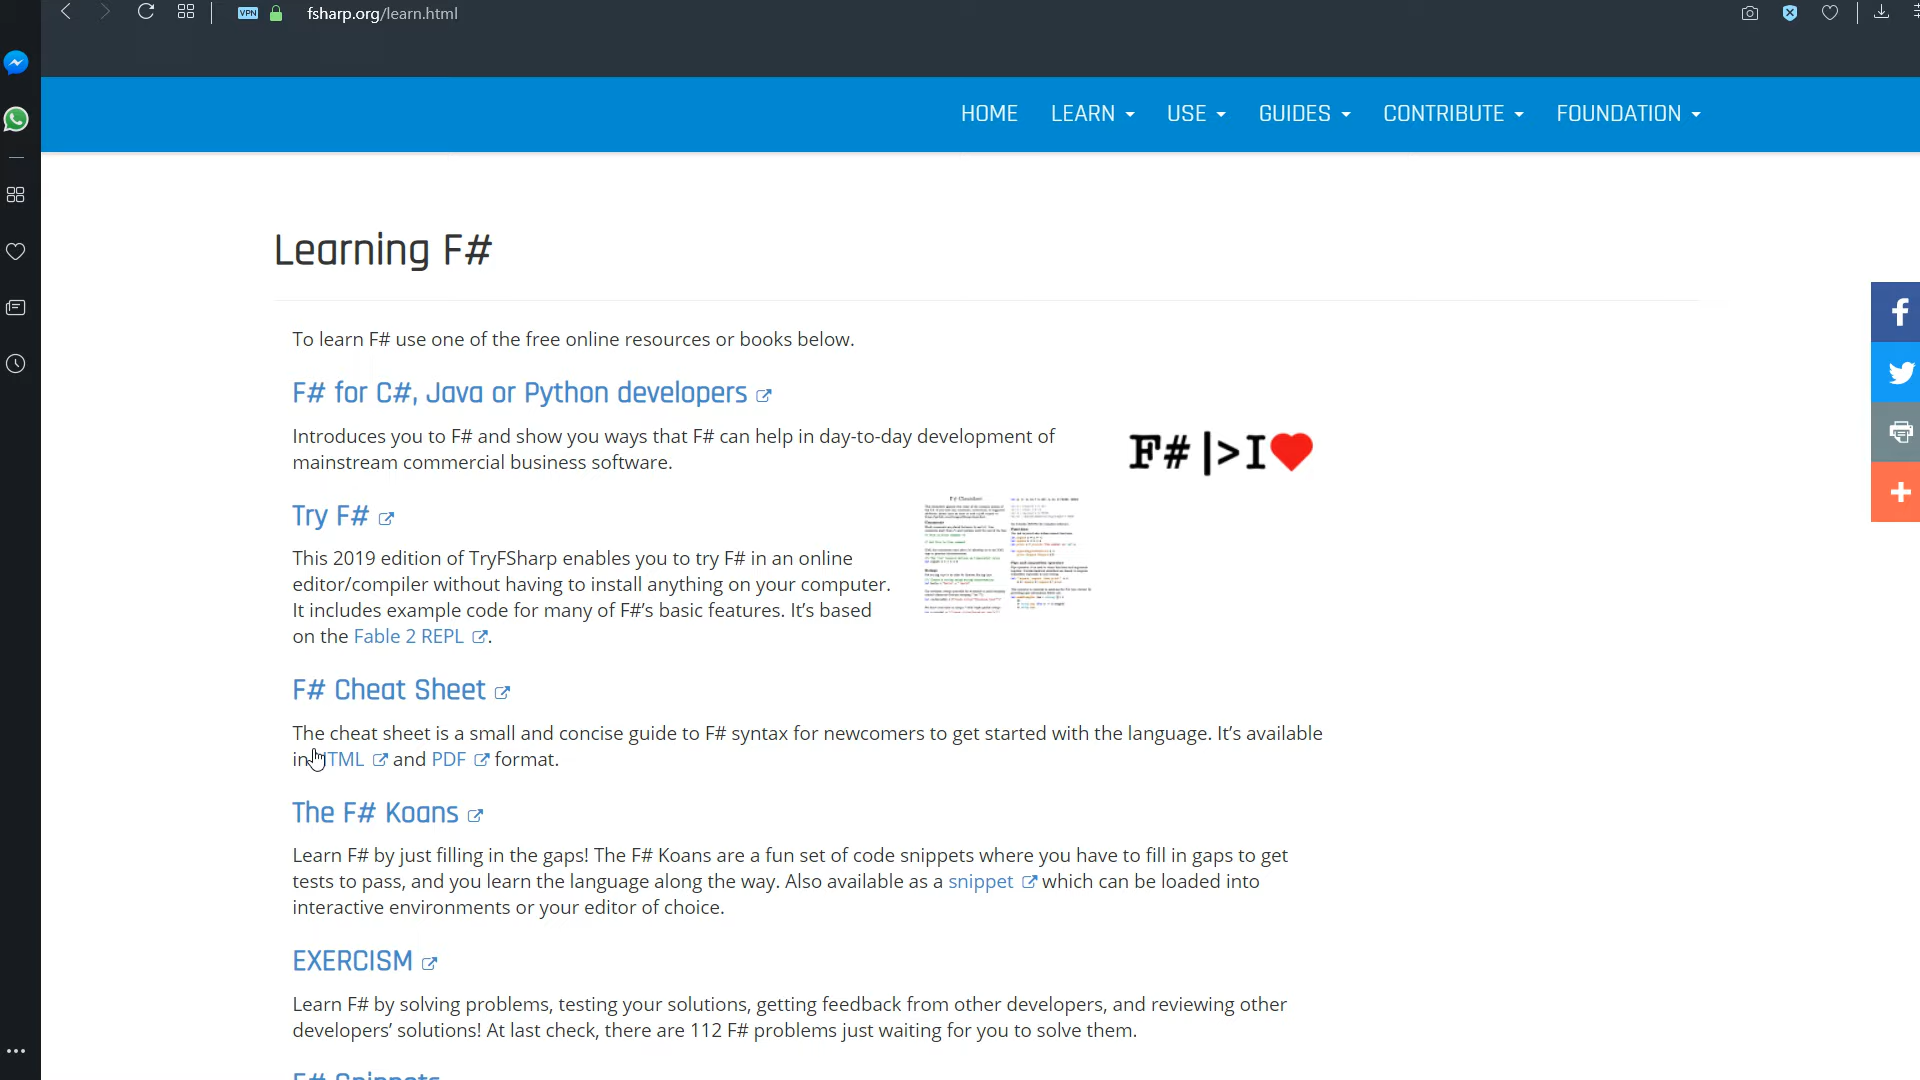 VPN fsharp.org/learn.html
HOME LEARN USE GUIDES CONTRIBUTE FOUNDATION
Learning F#
To learn F# use one of the free online resources or books below.
F# for C#, Java or Python developers
Introduces you to F# and show you ways that F# can help in day-to-day development of
mainstream commercial business software.
F# |>I
Try F#
This 2019 edition of TryFSharp enables you to try F# in an online
editor/compiler without having to install anything on your computer.
It includes example code for many of F#’s basic features. It’s based
on the Fable 2 REPL.
F# Cheat Sheet
The cheat sheet is a small and concise guide to F# syntax for newcomers to get started with the language. It’s available
in HTML and PDF format.
The F# Koans
Learn F# by just filling in the gaps! The F# Koans are a fun set of code snippets where you have to fill in gaps to get
tests to pass, and you learn the language along the way. Also available as a snippet which can be loaded into
interactive environments or your editor of choice.
EXERCISM
Learn F# by solving problems, testing your solutions, getting feedback from other developers, and reviewing other
developers’ solutions! At last check, there are 112 F# problems just waiting for you to solve them.
F# Snippets